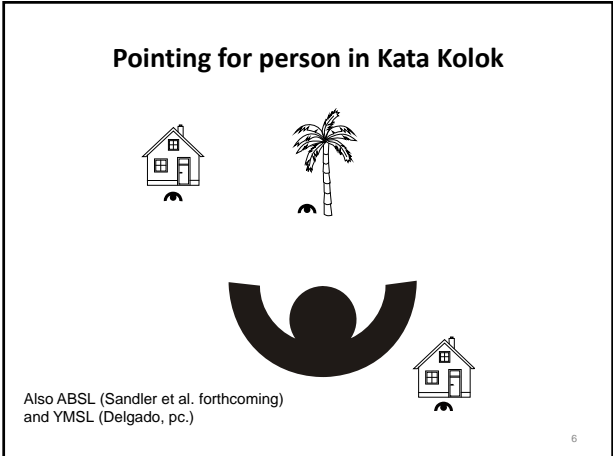 Pointing for person in Kata Kolok
Also ABSL (Sandler et al. forthcoming)
and YMSL (Delgado, pc.)
6